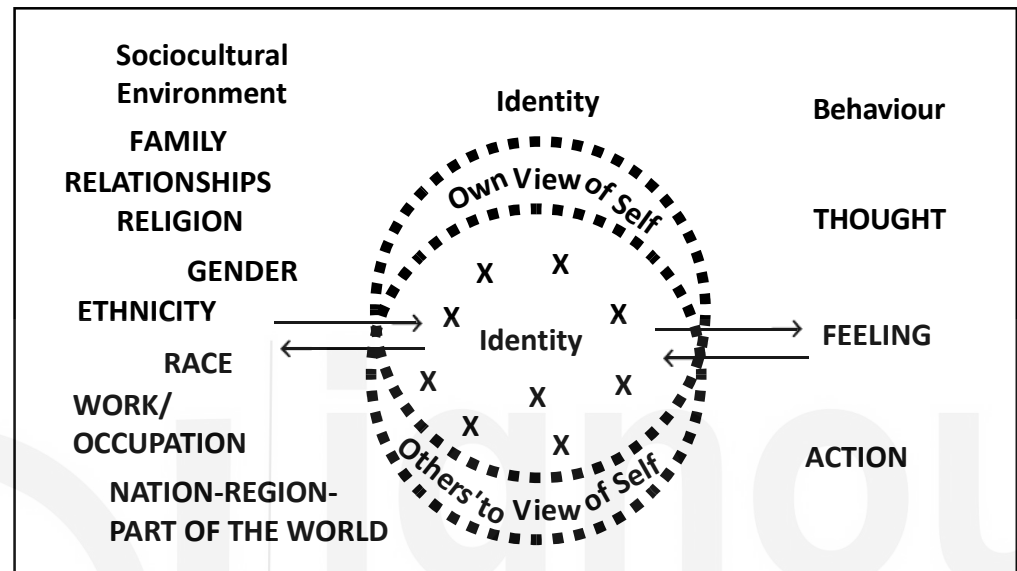 Sociocultural
Environment
FAMILY
RELATIONSHIPS
RELIGION
GENDER
ETHNICITY
RACE
WORK/
OCCUPATION
NATION-REGION-
PART OF THE WORLD
Identity
Own View of Self
X X
X X
Identity
X X
X
X X
Others'to View of Self
Behaviour
THOUGHT
FEELING
ACTION
ignou